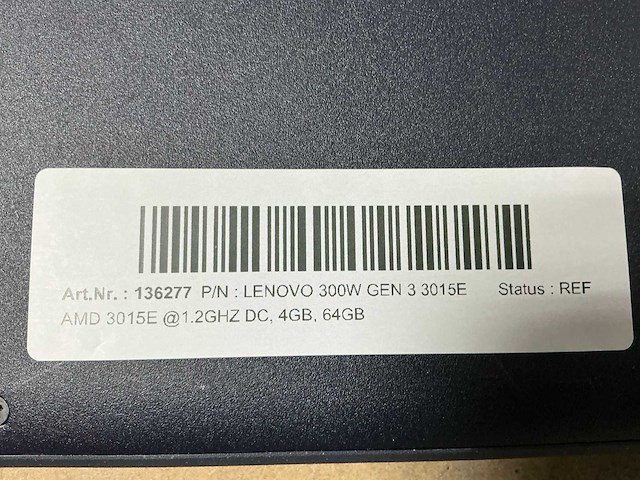 Art.Nr. : 136277 P/N : LENOVO 300W GEN 3 3015E Status : REF
AMD 3015E @1.2GHZ DC, 4GB, 64GB